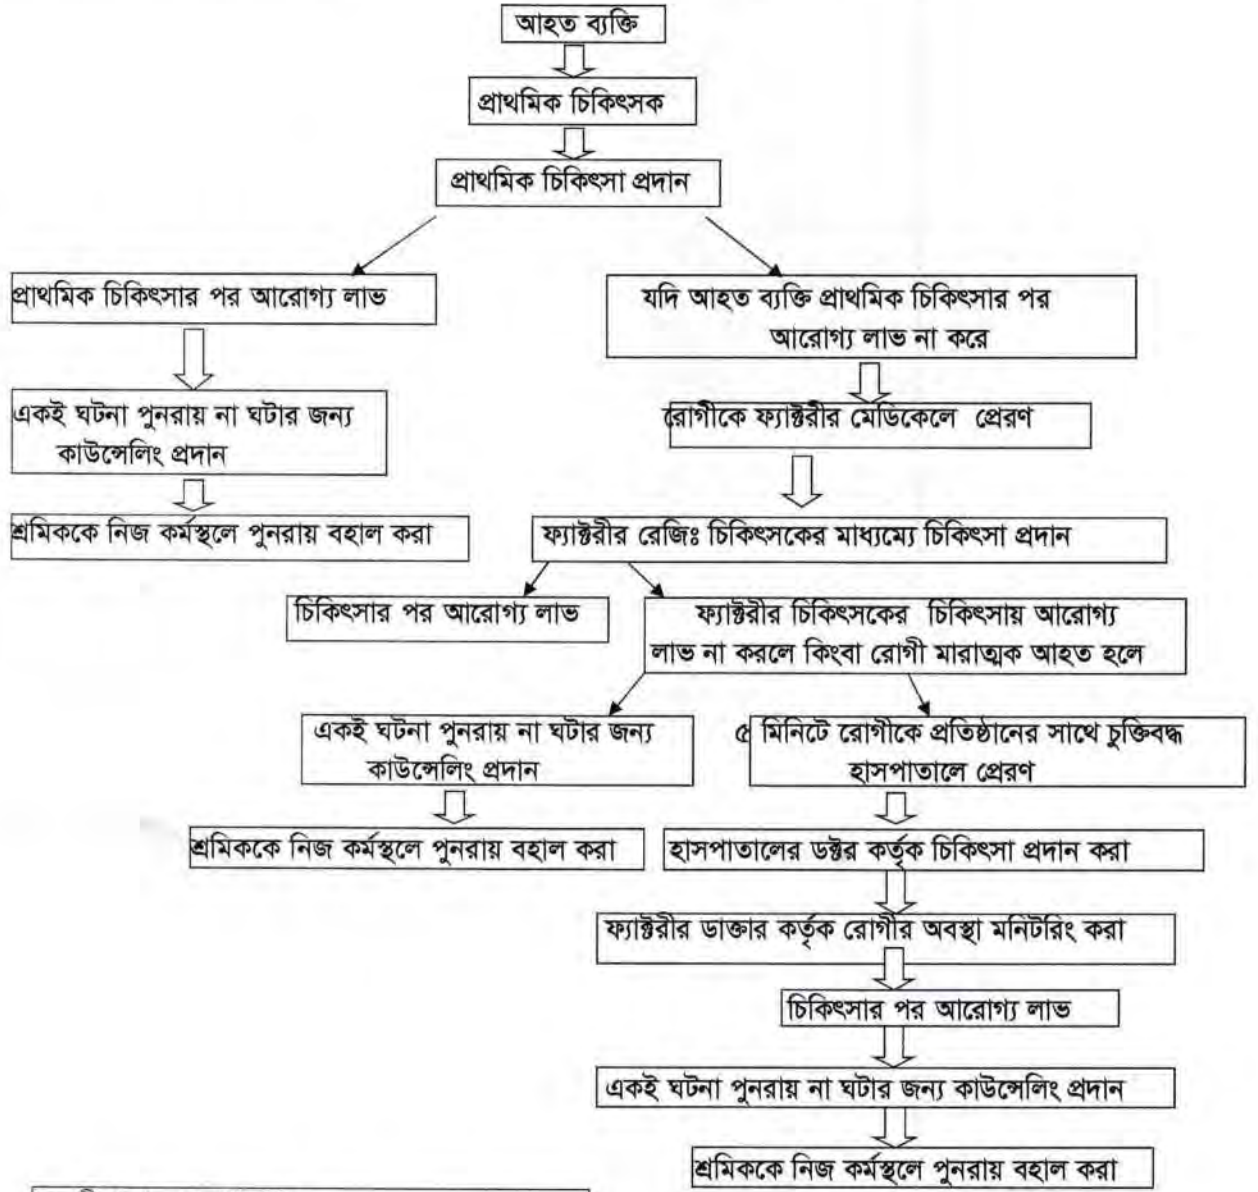 আহত ব্যক্তি
প্রাথমিক চিকিৎসক
প্রাথমিক চিকিৎসা প্রদান
প্রাথমিক চিকিৎসার পর আরোগ্য লাভ
যদি আহত ব্যক্তি প্রাথমিক চিকিৎসার পর
আরোগ্য লাভ না করে
একই ঘটনা পুনরায় না ঘটার জন্য
কাউন্সেলিং প্রদান
রোগীকে ফ্যাক্টরীর মেডিকেলে প্রেরণ
শ্রমিককে নিজ কর্মস্থলে পুনরায় বহাল করা
ফ্যাক্টরীর রেজিঃ চিকিৎসকের মাধ্যম্যে চিকিৎসা প্রদান
চিকিৎসার পর আরোগ্য লাভ
ফ্যাক্টরীর চিকিৎসকের চিকিৎসায় আরোগ্য
লাভ না করলে কিংবা রোগী মারাত্মক আহত হলে
একই ঘটনা পুনরায় না ঘটার জন্য
কাউন্সেলিং প্রদান
৫ মিনিটে রোগীকে প্রতিষ্ঠানের সাথে চুক্তিবদ্ধ
হাসপাতালে প্রেরণ
শ্রমিককে নিজ কর্মস্থলে পুনরায় বহাল করা
হাসপাতালের ডক্টর কর্তৃক চিকিৎসা প্রদান করা
ফ্যাক্টরীর ডাক্তার কর্তৃক রোগীর অবস্থা মনিটরিং করা
চিকিৎসার পর আরোগ্য লাভ
একই ঘটনা পুনরায় না ঘটার জন্য কাউন্সেলিং প্রদান
শ্রমিককে নিজ কর্মস্থলে পুনরায় বহাল করা